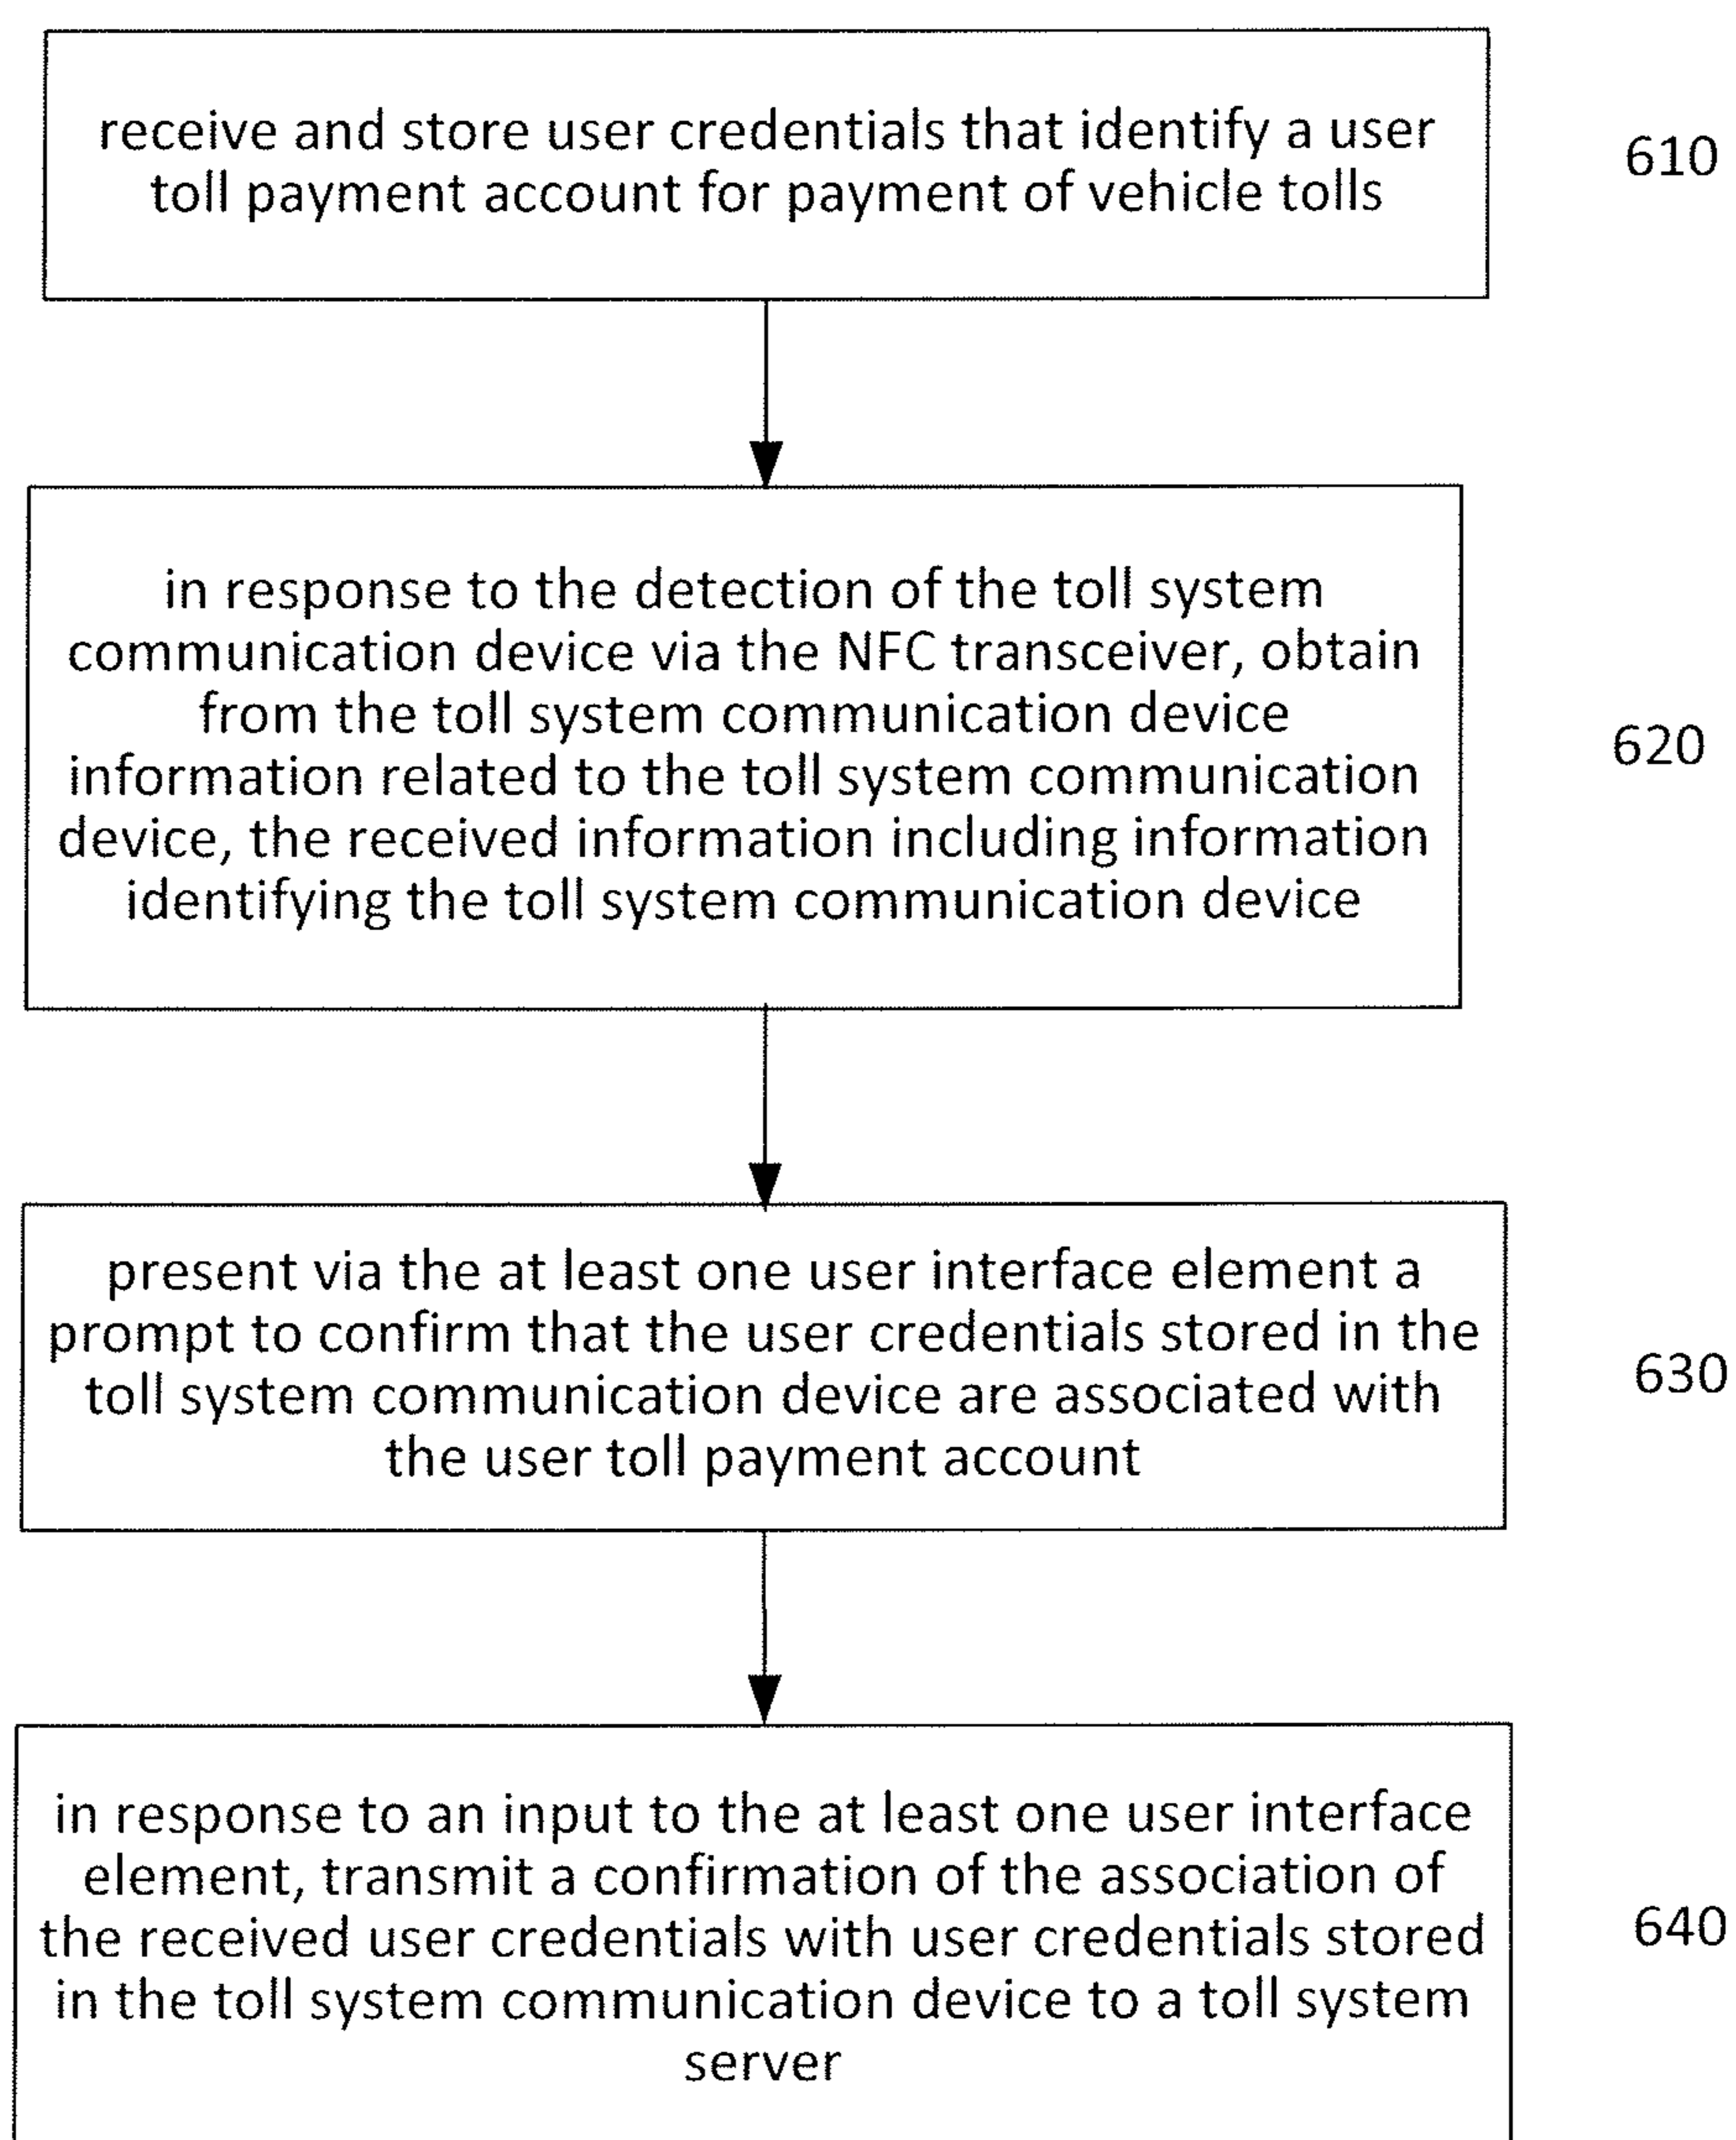 receive and store user credentials that identify a user
toll payment account for payment of vehicle tolls
610
in response to the detection of the toll system
communication device via the NFC transceiver, obtain
from the toll system communication device
information related to the toll system communication
device, the received information including information
identifying the toll system communication device
620
present via the at least one user interface element a
prompt to confirm that the user credentials stored in the
toll system communication device are associated with
the user toll payment account
630
in response to an input to the at least one user interface
element, transmit a confirmation of the association of
the received user credentials with user credentials stored
in the toll system communication device to a toll system
server
640